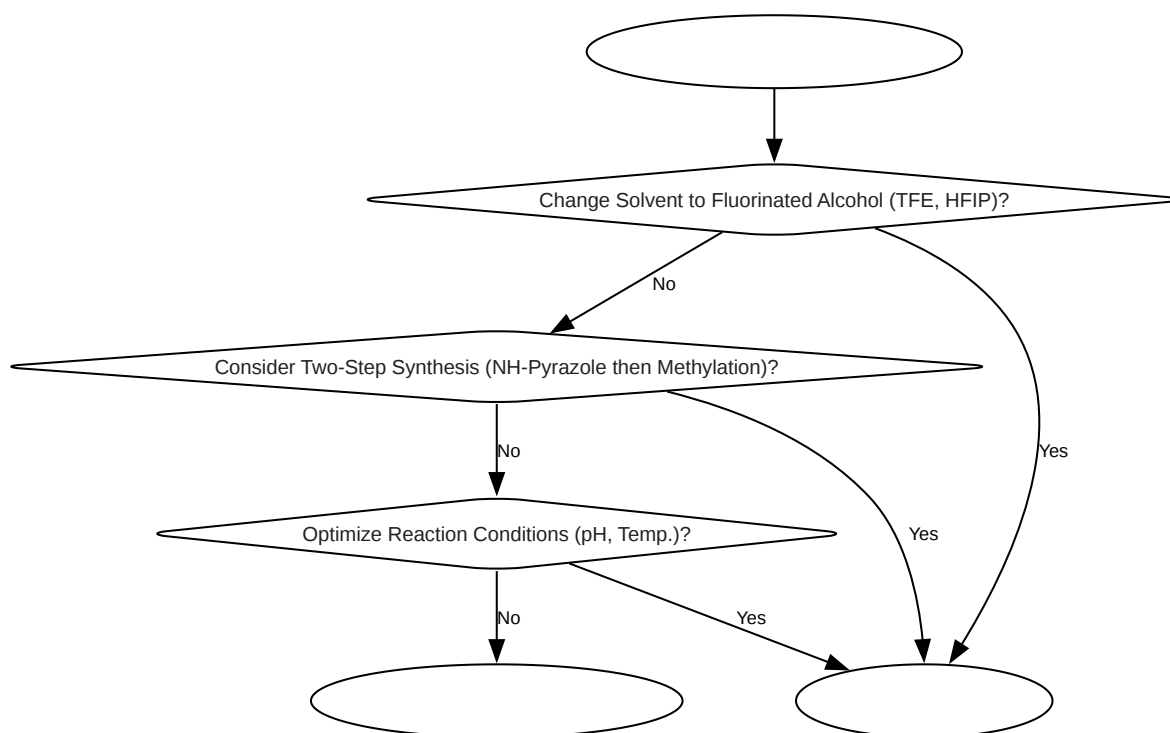 Change Solvent to Fluorinated Alcohol (TFE, HFIP)?
No
Consider Two-Step Synthesis (NH-Pyrazole then Methylation)?
No
Yes
Optimize Reaction Conditions (pH, Temp.)?
Yes
No
Yes